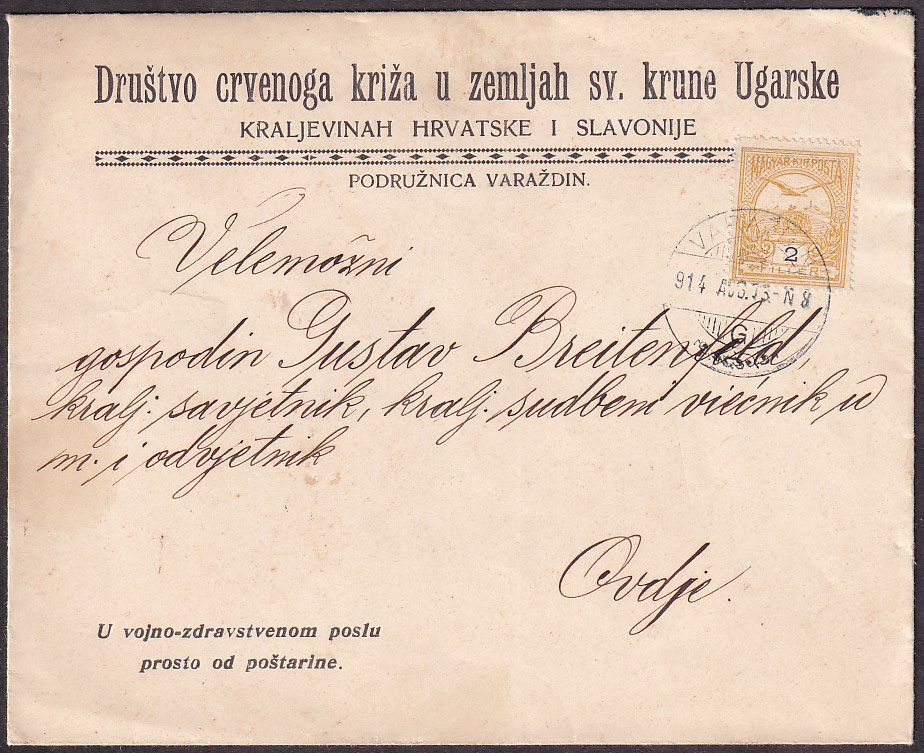 Društvo crvenoga križa u zemljah sv. krune Ugarske
KRALJEVINAH HRVATSKE I SLAVONIJE
PODRUŽNICA VARAŽDIN.
MAGYAR KIR. POSTA
2
FILLER
914 AUG. 13. N 8
G
Velemožni
gospodin Gustav Breitenfeld,
kralj. savjetnik, kralj. sudbeni viećnik u
m. i odvjetnik
Ovdje.
U vojno-zdravstvenom poslu
prosto od poštarine.